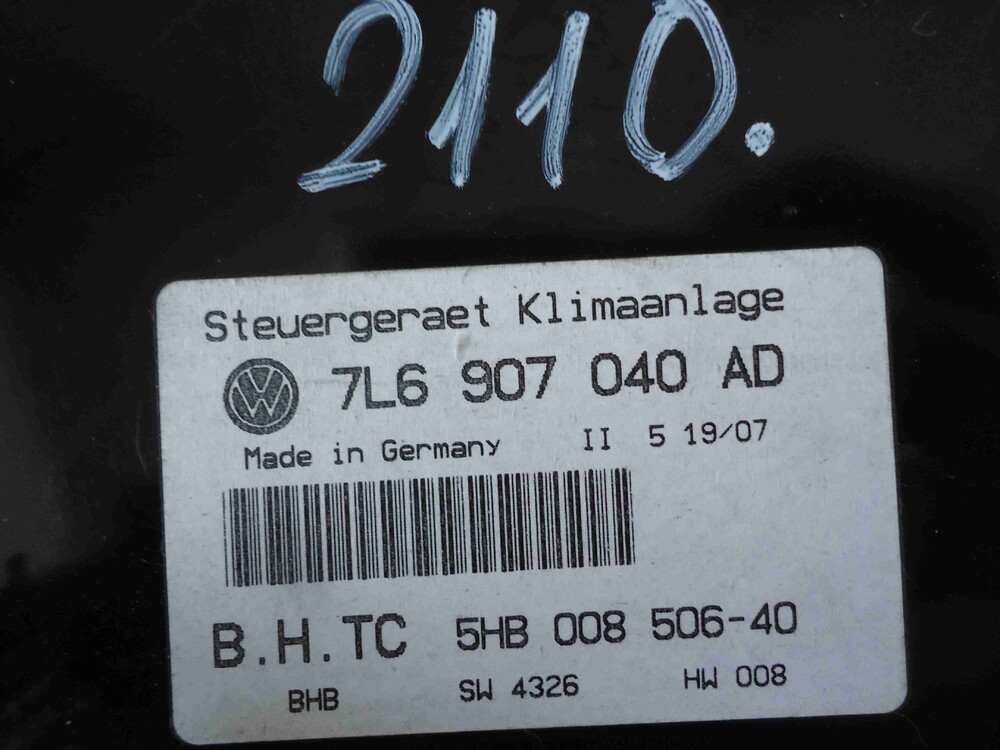 2110.
Steuergeraet Klimaanlage
7L6 907 040 AD
Made in Germany II 5 19/07
B.H.TC 5HB 008 506-40
BHB SW 4326 HW 008